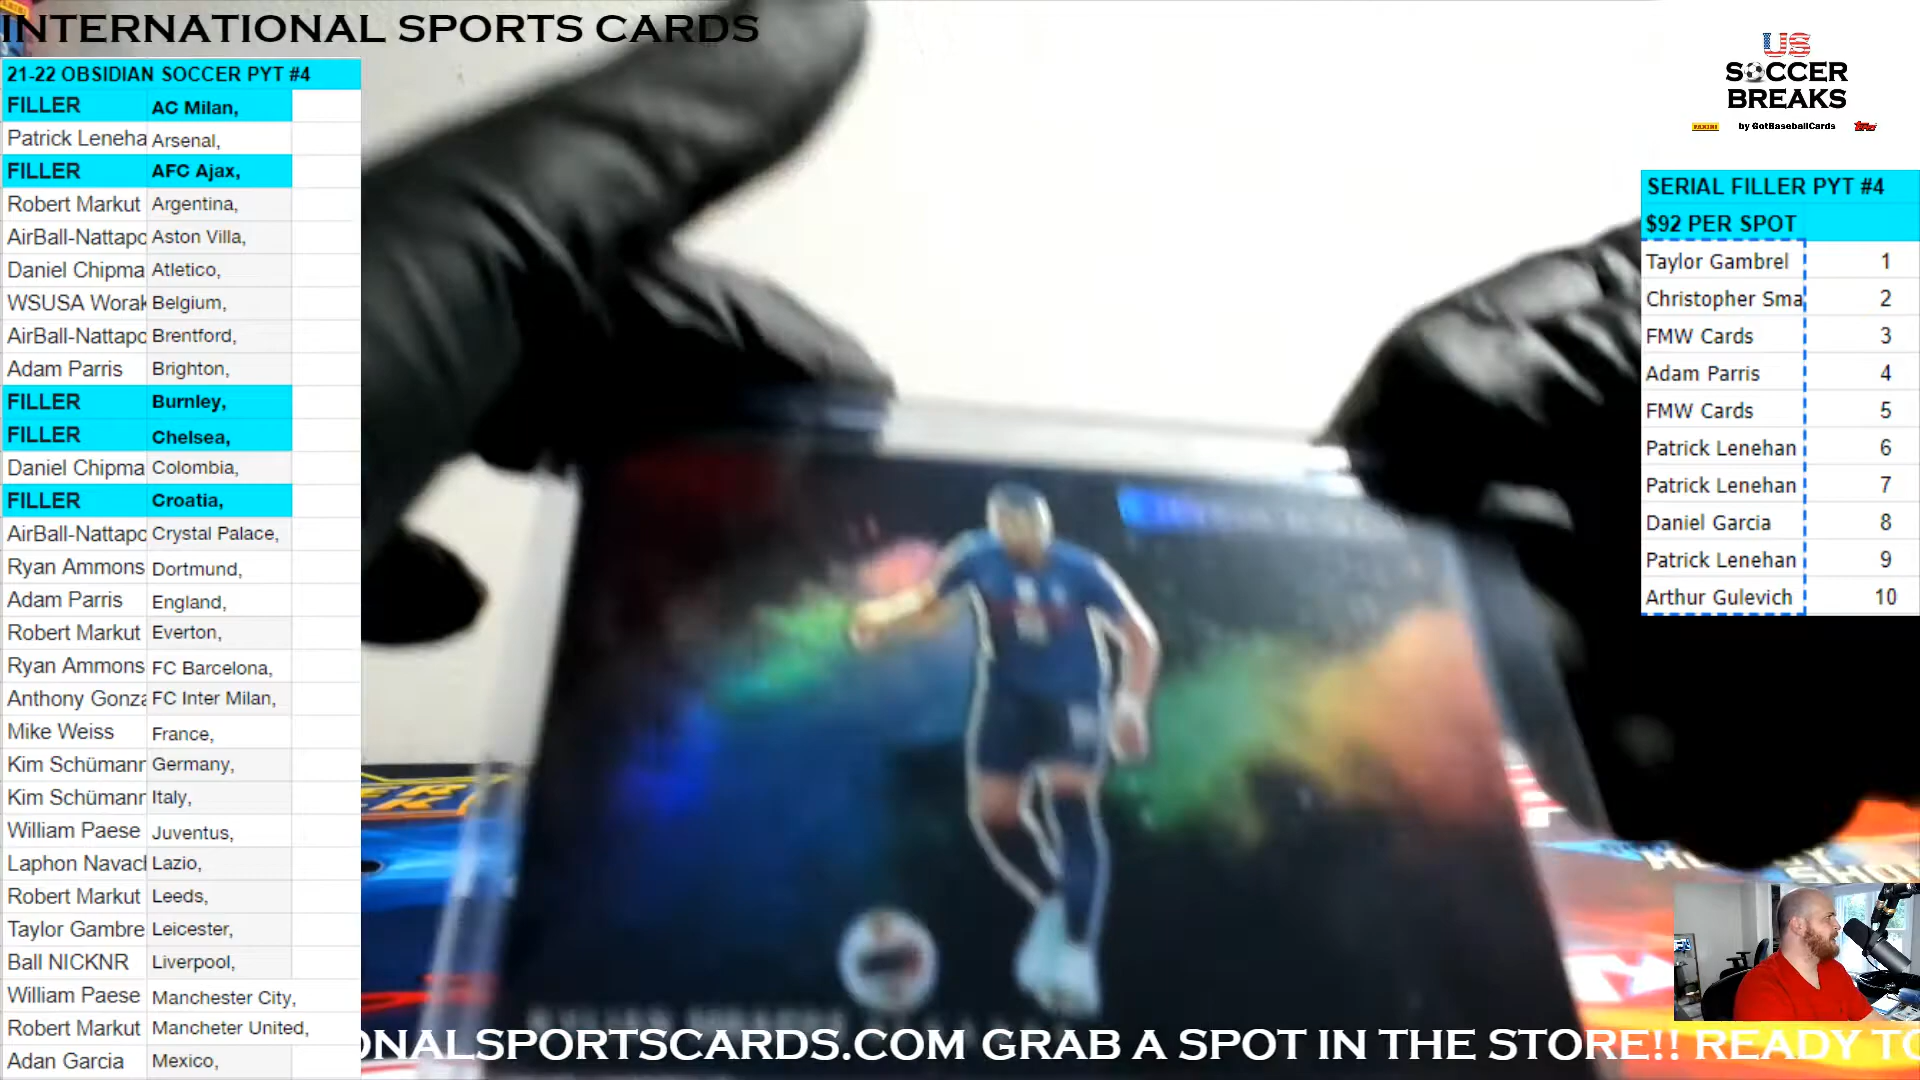 INTERNATIONAL SPORTS CARDS
21-22 OBSIDIAN SOCCER PYT #4
FILLER AC Milan,
Patrick Leneha Arsenal,
FILLER AFC Ajax,
Robert Markut Argentina,
AirBall-Nattapo Aston Villa,
Daniel Chipma Atletico,
WSUSA Worak Belgium,
AirBall-Nattapo Brentford,
Adam Parris Brighton,
FILLER Burnley,
FILLER Chelsea,
Daniel Chipma Colombia,
FILLER Croatia,
AirBall-Nattapo Crystal Palace,
Ryan Ammons Dortmund,
Adam Parris England,
Robert Markut Everton,
Ryan Ammons FC Barcelona,
Anthony Gonza FC Inter Milan,
Mike Weiss France,
Kim Schümann Germany,
Kim Schümann Italy,
William Paese Juventus,
Laphon Navacl Lazio,
Robert Markut Leeds,
Taylor Gambre Leicester,
Ball NICKNR Liverpool,
William Paese Manchester City,
Robert Markut Mancheter United,
Adan Garcia Mexico,
US
SOCCER
BREAKS
PANINI by GotBaseballCards Topps
SERIAL FILLER PYT #4
$92 PER SPOT
Taylor Gambrel 1
Christopher Sma 2
FMW Cards 3
Adam Parris 4
FMW Cards 5
Patrick Lenehan 6
Patrick Lenehan 7
Daniel Garcia 8
Patrick Lenehan 9
Arthur Gulevich 10
ONALSPORTSCARDS.COM GRAB A SPOT IN THE STORE!! READY TO